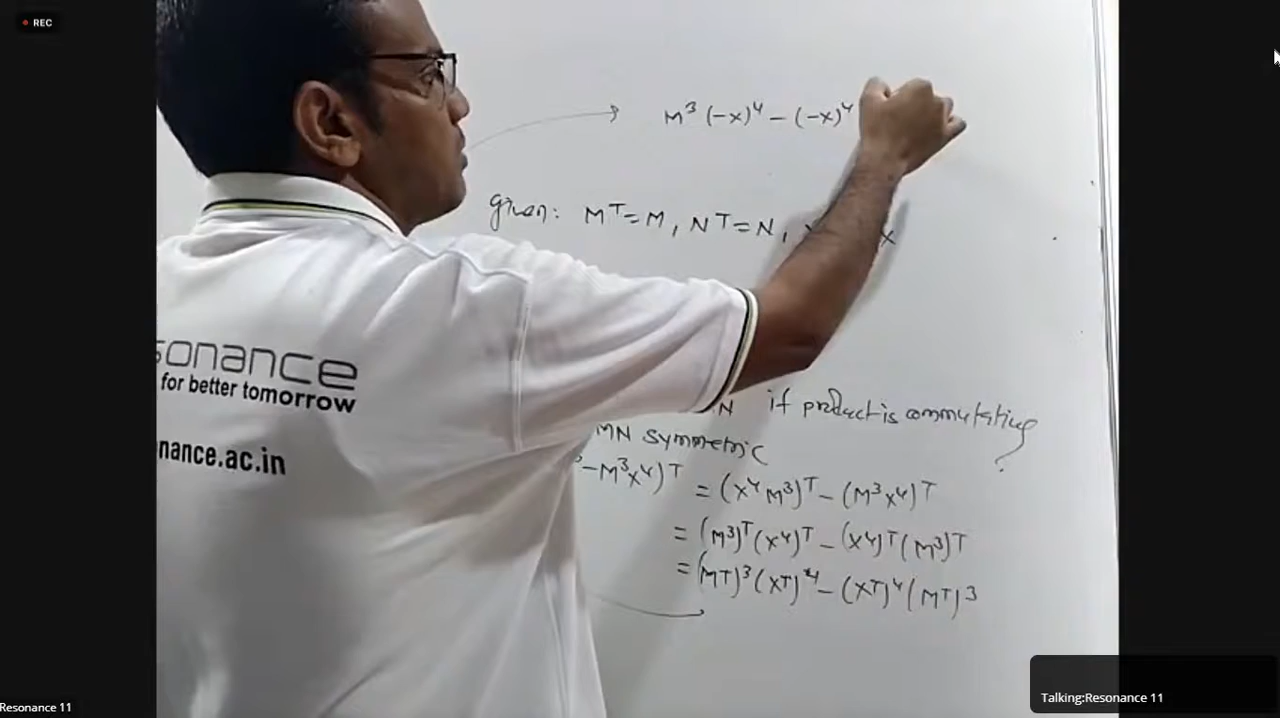 REC
M³ (-x)⁴ - (-x)⁴
given: Mᵀ=M, Nᵀ=N,
x
N if product is commutating ?
MN symmetric
-M³x⁴)ᵀ = (x⁴M³)ᵀ - (M³x⁴)ᵀ
= (M³)ᵀ(x⁴)ᵀ - (x⁴)ᵀ(M³)ᵀ
= (Mᵀ)³(xᵀ)⁴ - (xᵀ)⁴(Mᵀ)³
sonance
for better tomorrow
nance.ac.in
Talking:Resonance 11
Resonance 11